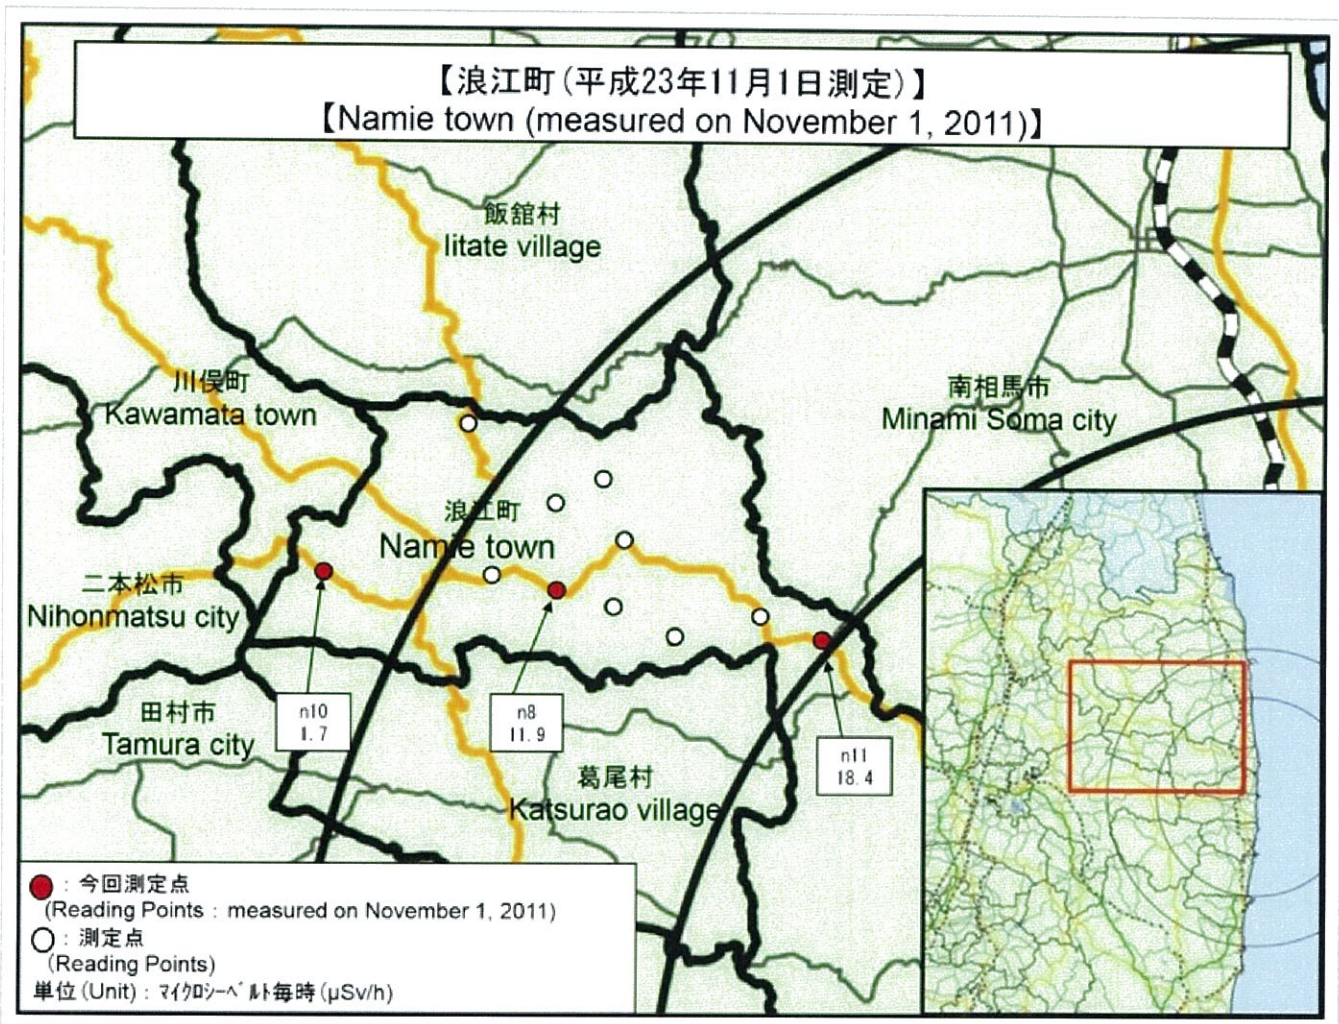 【浪江町(平成23年11月1日測定)】
【Namie town (measured on November 1, 2011)】
飯舘村
Iitate village
川俣町
Kawamata town
南相馬市
Minami Soma city
浪江町
Namie town
二本松市
Nihonmatsu city
n10
1.7
n8
11.9
n11
18.4
田村市
Tamura city
葛尾村
Katsurao village
:今回測定点
(Reading Points : measured on November 1, 2011)
:測定点
(Reading Points)
単位(Unit):マイクロシーベルト毎時(μSv/h)